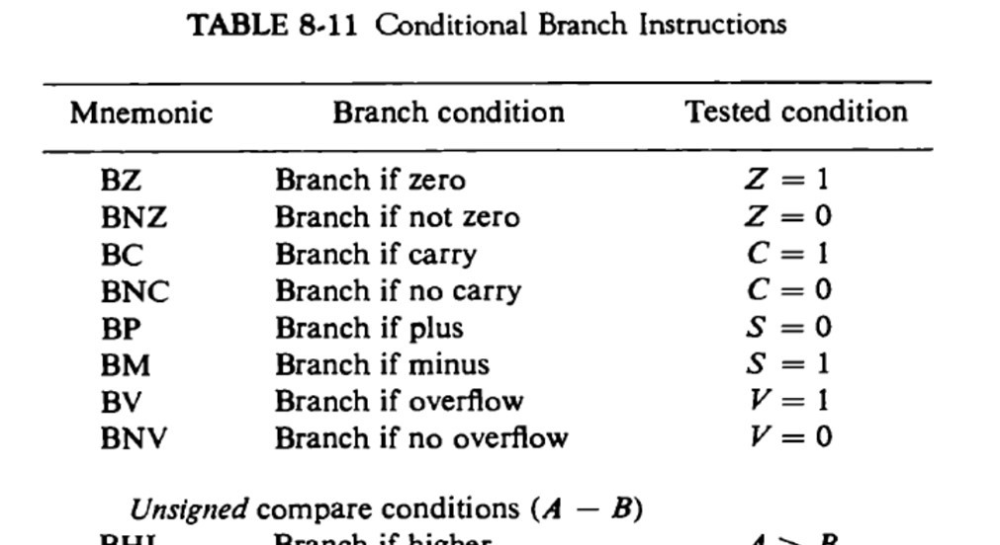 TABLE 8-11 Conditional Branch Instructions
Mnemonic Branch condition Tested condition
BZ Branch if zero Z = 1
BNZ Branch if not zero Z = 0
BC Branch if carry C = 1
BNC Branch if no carry C = 0
BP Branch if plus S = 0
BM Branch if minus S = 1
BV Branch if overflow V = 1
BNV Branch if no overflow V = 0
Unsigned compare conditions (A − B)
BHI Branch if higher A > B